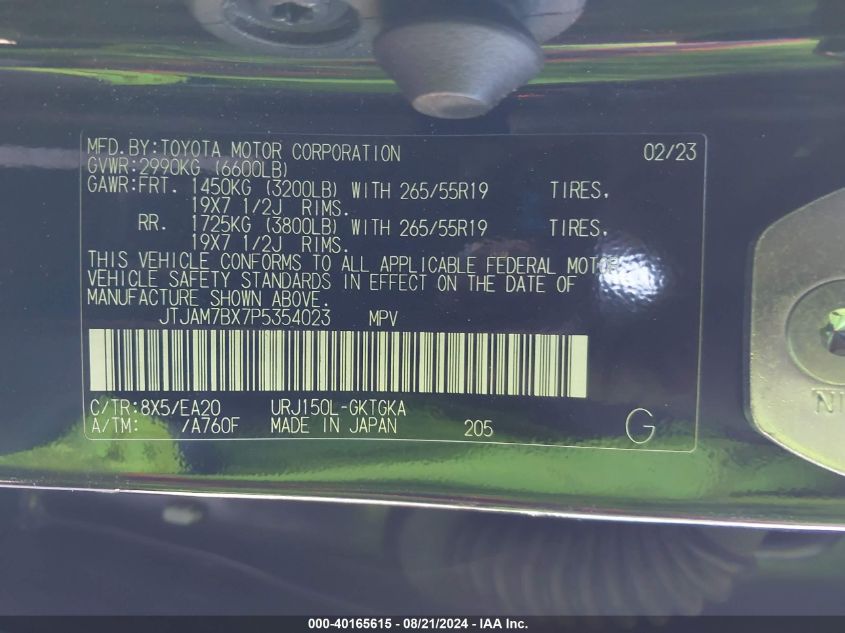 MFD.BY:TOYOTA MOTOR CORPORATION 02/23
GVWR:2990KG (6600LB)
GAWR:FRT. 1450KG (3200LB) WITH 265/55R19 TIRES,
19X7 1/2J RIMS.
RR. 1725KG (3800LB) WITH 265/55R19 TIRES,
19X7 1/2J RIMS.
THIS VEHICLE CONFORMS TO ALL APPLICABLE FEDERAL MOTOR
VEHICLE SAFETY STANDARDS IN EFFECT ON THE DATE OF
MANUFACTURE SHOWN ABOVE.
JTJAM7BX7P5354023 MPV
C/TR:8X5/EA20 URJ150L-GKTGKA
A/TM: /A760F MADE IN JAPAN 205 G
000-40165615 - 08/21/2024 - IAA Inc.